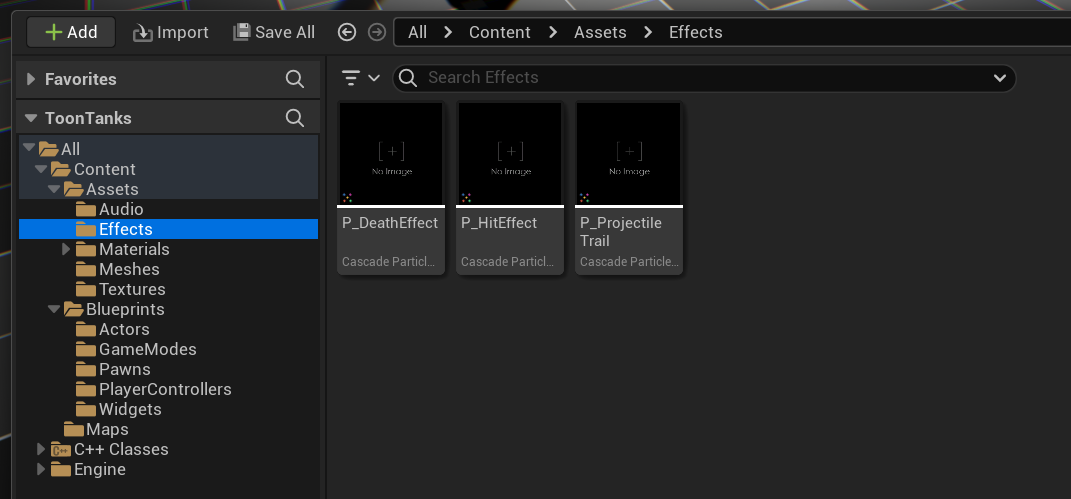 Add
Import
Save All
All
Content
Assets
Effects
Favorites
ToonTanks
All
Content
Assets
Audio
Effects
Materials
Meshes
Textures
Blueprints
Actors
GameModes
Pawns
PlayerControllers
Widgets
Maps
C++
C++ Classes
Engine
Search Effects
[+]
No Image
P_DeathEffect
Cascade Particl...
[+]
No Image
P_HitEffect
Cascade Particl...
[+]
No Image
P_Projectile
Trail
Cascade Particle...